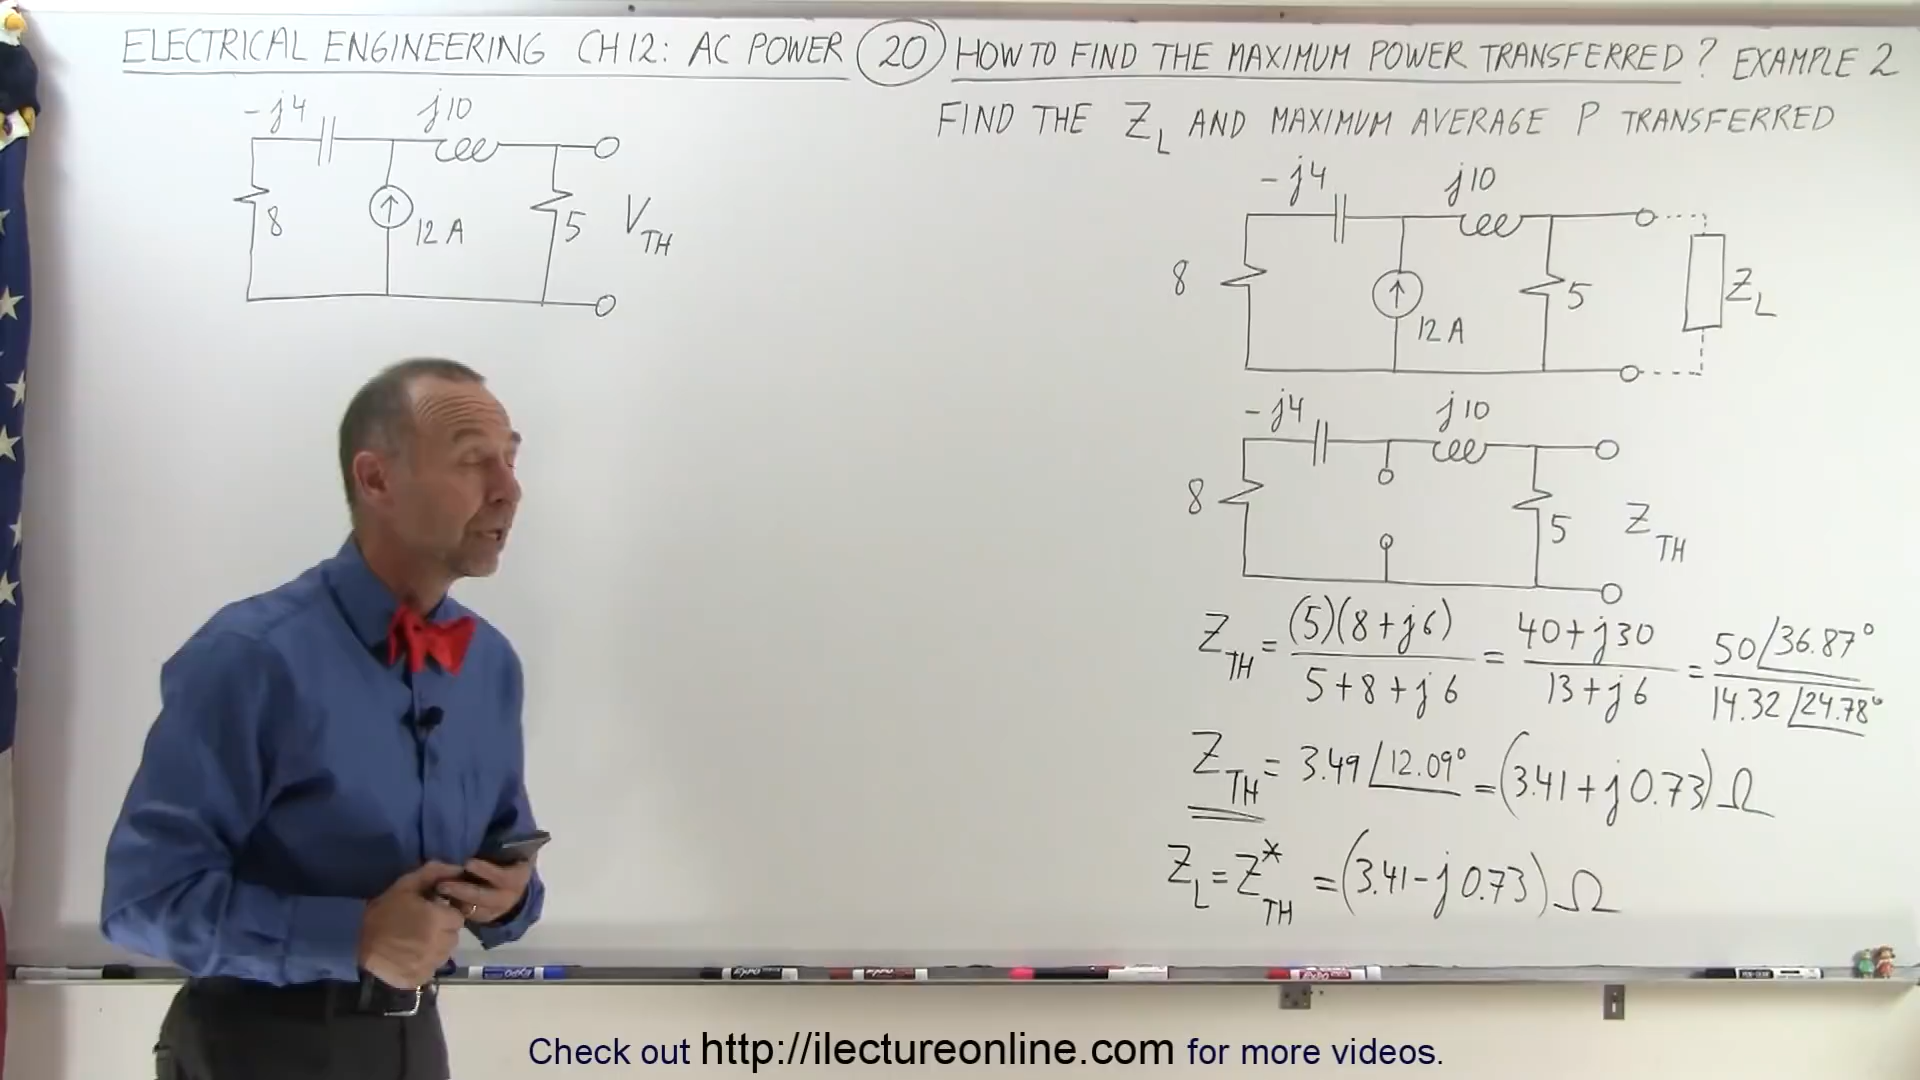 ELECTRICAL ENGINEERING CH 12: AC POWER 20 HOW TO FIND THE MAXIMUM POWER TRANSFERRED? EXAMPLE 2
FIND THE Z_L AND MAXIMUM AVERAGE P TRANSFERRED
-j4 j10
8 12 A 5 V_TH
-j4 j10
8 12 A 5 Z_L
-j4 j10
8 5 Z_TH
Z_TH = (5)(8+j6) / 5+8+j6 = 40+j30 / 13+j6 = 50∠36.87° / 14.32∠24.78°
Z_TH = 3.49∠12.09° = (3.41+j0.73) Ω
Z_L = Z*_TH = (3.41-j0.73) Ω
Check out http://ilectureonline.com for more videos.